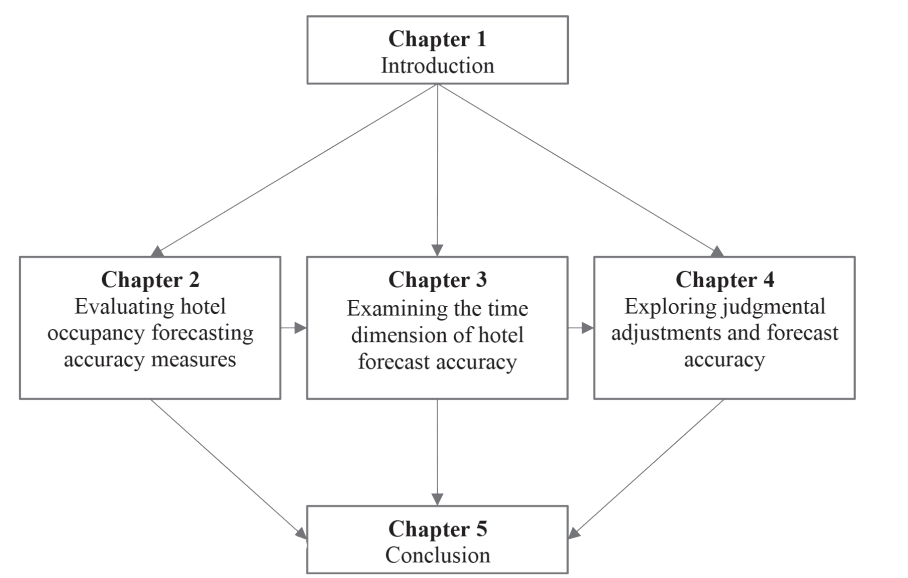 Chapter 1
Introduction
Chapter 2
Evaluating hotel
occupancy forecasting
accuracy measures
Chapter 3
Examining the time
dimension of hotel
forecast accuracy
Chapter 4
Exploring judgmental
adjustments and forecast
accuracy
Chapter 5
Conclusion